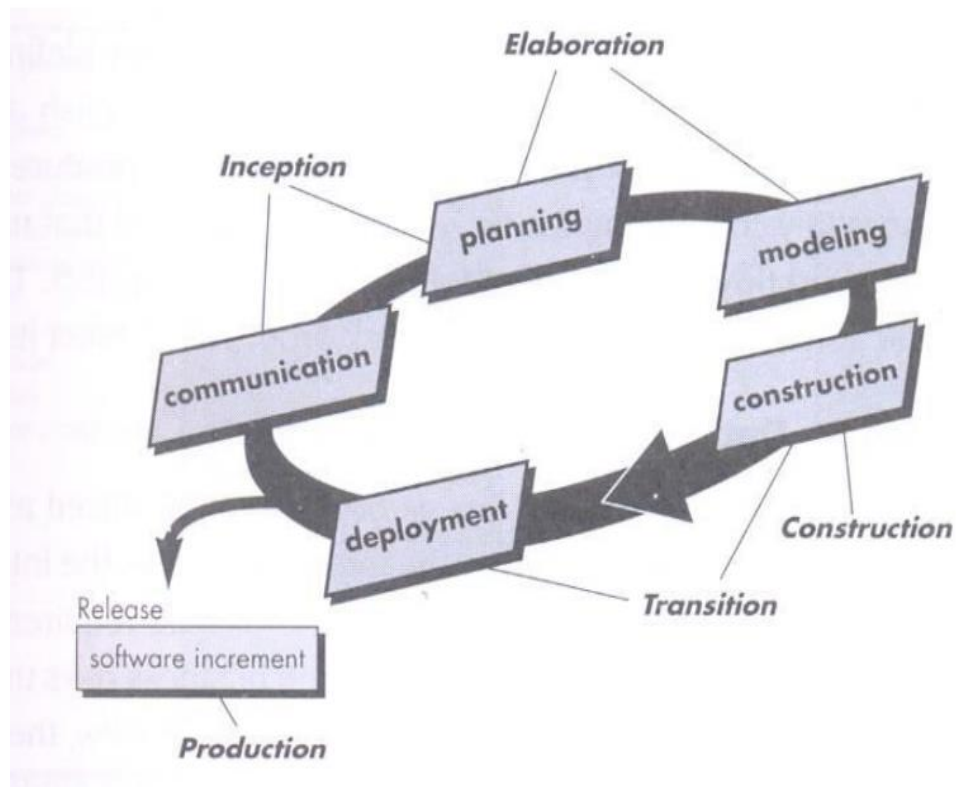 Elaboration
Inception
planning
modeling
communication
construction
deployment
Construction
Release
Transition
software increment
Production